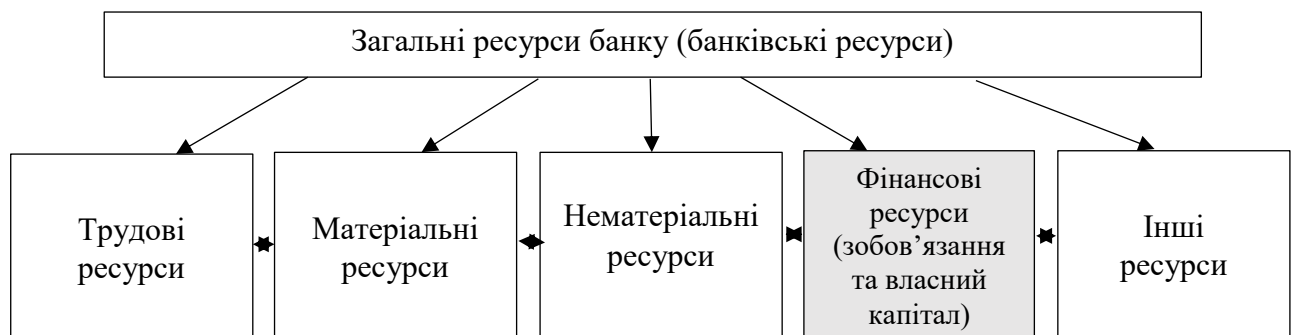 Загальні ресурси банку (банківські ресурси)
Трудові
ресурси
Матеріальні
ресурси
Нематеріальні
ресурси
Фінансові
ресурси
(зобов’язання
та власний
капітал)
Інші
ресурси